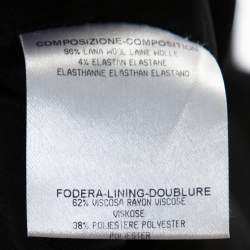 COMPOSIZIONE-COMPOSITION
96% LANA WOOL LAINE WOLLE
4% ELASTAN ELASTANE
ELASTHANNE ELASTHAN ELASTANO
FODERA-LINING-DOUBLURE
62% VISCOSA RAYON VISCOSE
VISKOSE
38% POLIESTERE POLYESTER
POLYESTER